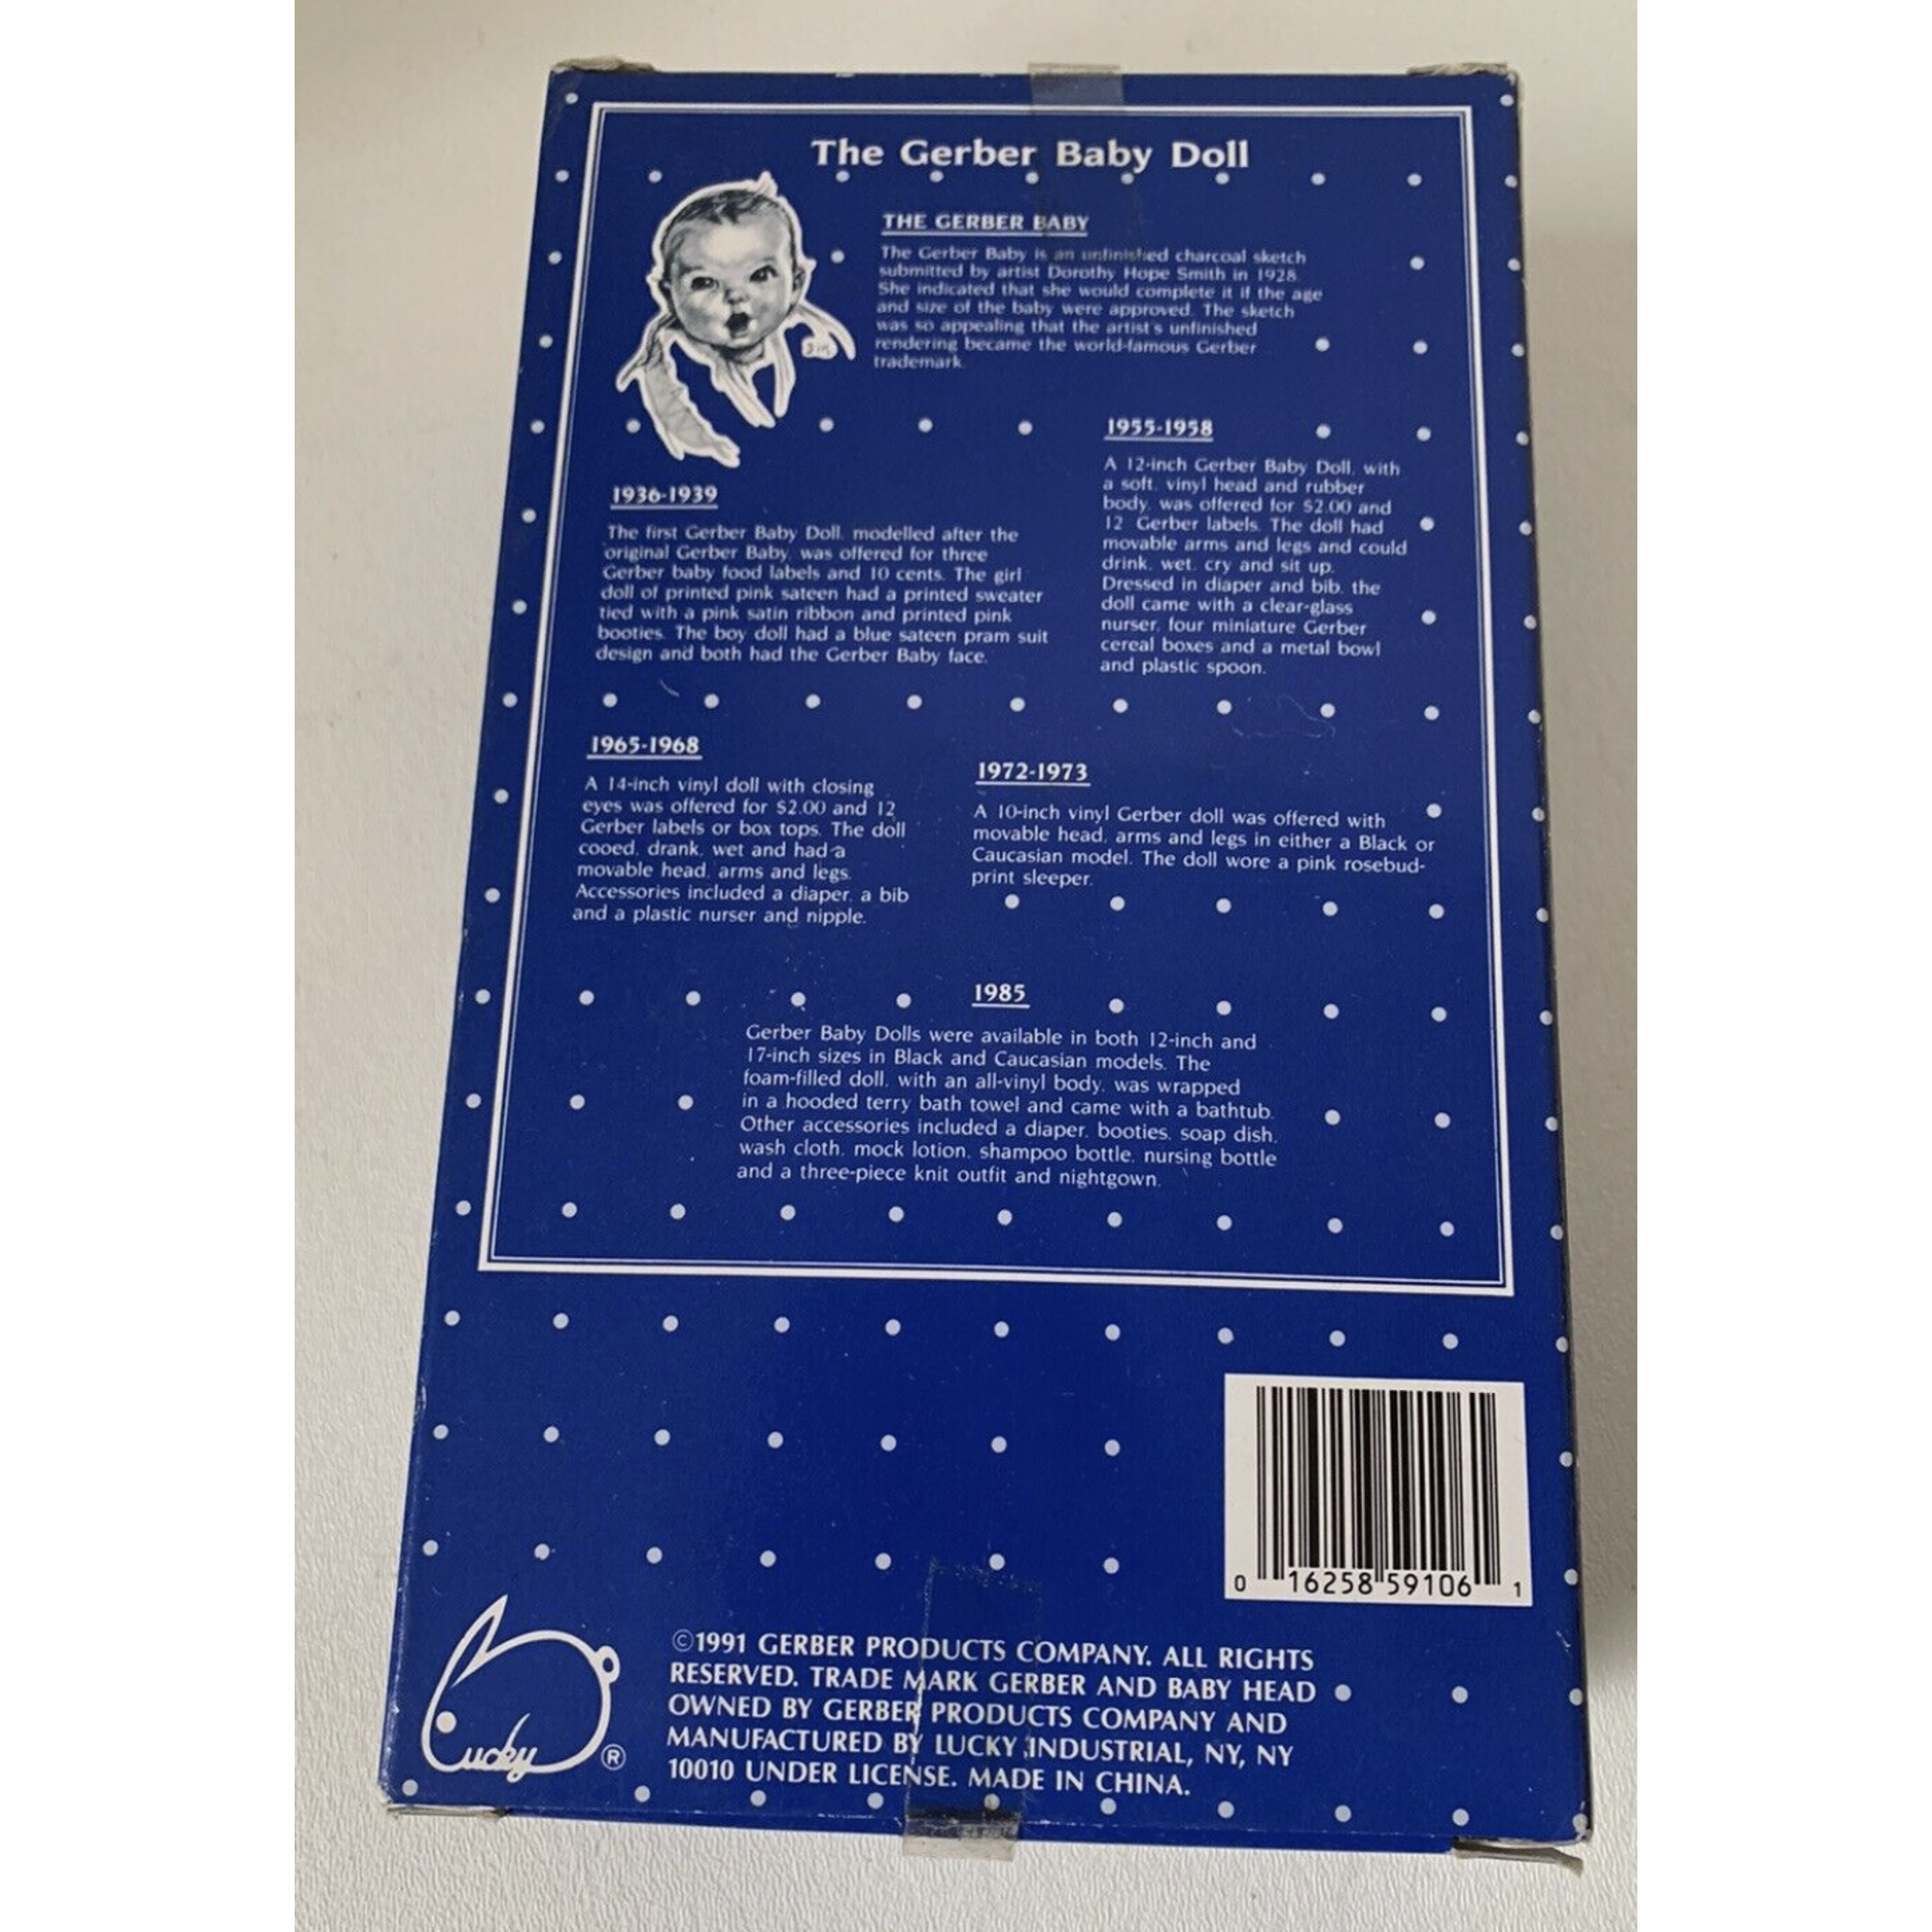 The Gerber Baby Doll
THE GERBER BABY
The Gerber Baby is an unfinished charcoal sketch
submitted by artist Dorothy Hope Smith in 1928.
She indicated that she would complete it if the age
and size of the baby were approved. The sketch
was so appealing that the artist's unfinished
rendering became the world-famous Gerber
trademark.
1936-1939
The first Gerber Baby Doll, modelled after the
original Gerber Baby, was offered for three
Gerber baby food labels and 10 cents. The girl
doll of printed pink sateen had a printed sweater
tied with a pink satin ribbon and printed pink
booties. The boy doll had a blue sateen pram suit
design and both had the Gerber Baby face.
1955-1958
A 12-inch Gerber Baby Doll, with
a soft, vinyl head and rubber
body, was offered for $2.00 and
12 Gerber labels. The doll had
movable arms and legs and could
drink, wet, cry and sit up.
Dressed in diaper and bib, the
doll came with a clear-glass
nurser, four miniature Gerber
cereal boxes and a metal bowl
and plastic spoon.
1965-1968
A 14-inch vinyl doll with closing
eyes was offered for $2.00 and 12
Gerber labels or box tops. The doll
cooed, drank, wet and had a
movable head, arms and legs.
Accessories included a diaper, a bib
and a plastic nurser and nipple.
1972-1973
A 10-inch vinyl Gerber doll was offered with
movable head, arms and legs in either a Black or
Caucasian model. The doll wore a pink rosebud-
print sleeper.
1985
Gerber Baby Dolls were available in both 12-inch and
17-inch sizes in Black and Caucasian models. The
foam-filled doll, with an all-vinyl body, was wrapped
in a hooded terry bath towel and came with a bathtub.
Other accessories included a diaper, booties, soap dish,
wash cloth, mock lotion, shampoo bottle, nursing bottle
and a three-piece knit outfit and nightgown.
0 16258 59106 1
Lucky ®
©1991 GERBER PRODUCTS COMPANY. ALL RIGHTS
RESERVED. TRADE MARK GERBER AND BABY HEAD
OWNED BY GERBER PRODUCTS COMPANY AND
MANUFACTURED BY LUCKY INDUSTRIAL, NY, NY
10010 UNDER LICENSE. MADE IN CHINA.